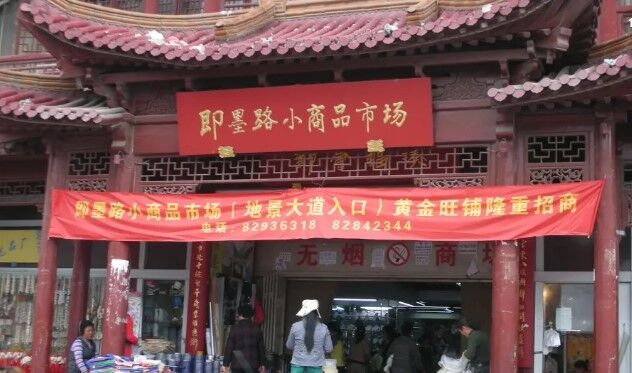 即墨路小商品市场
即墨路小商品市场（地景大道入口）黄金旺铺隆重招商
电话：82936318 82842344
无烟商场